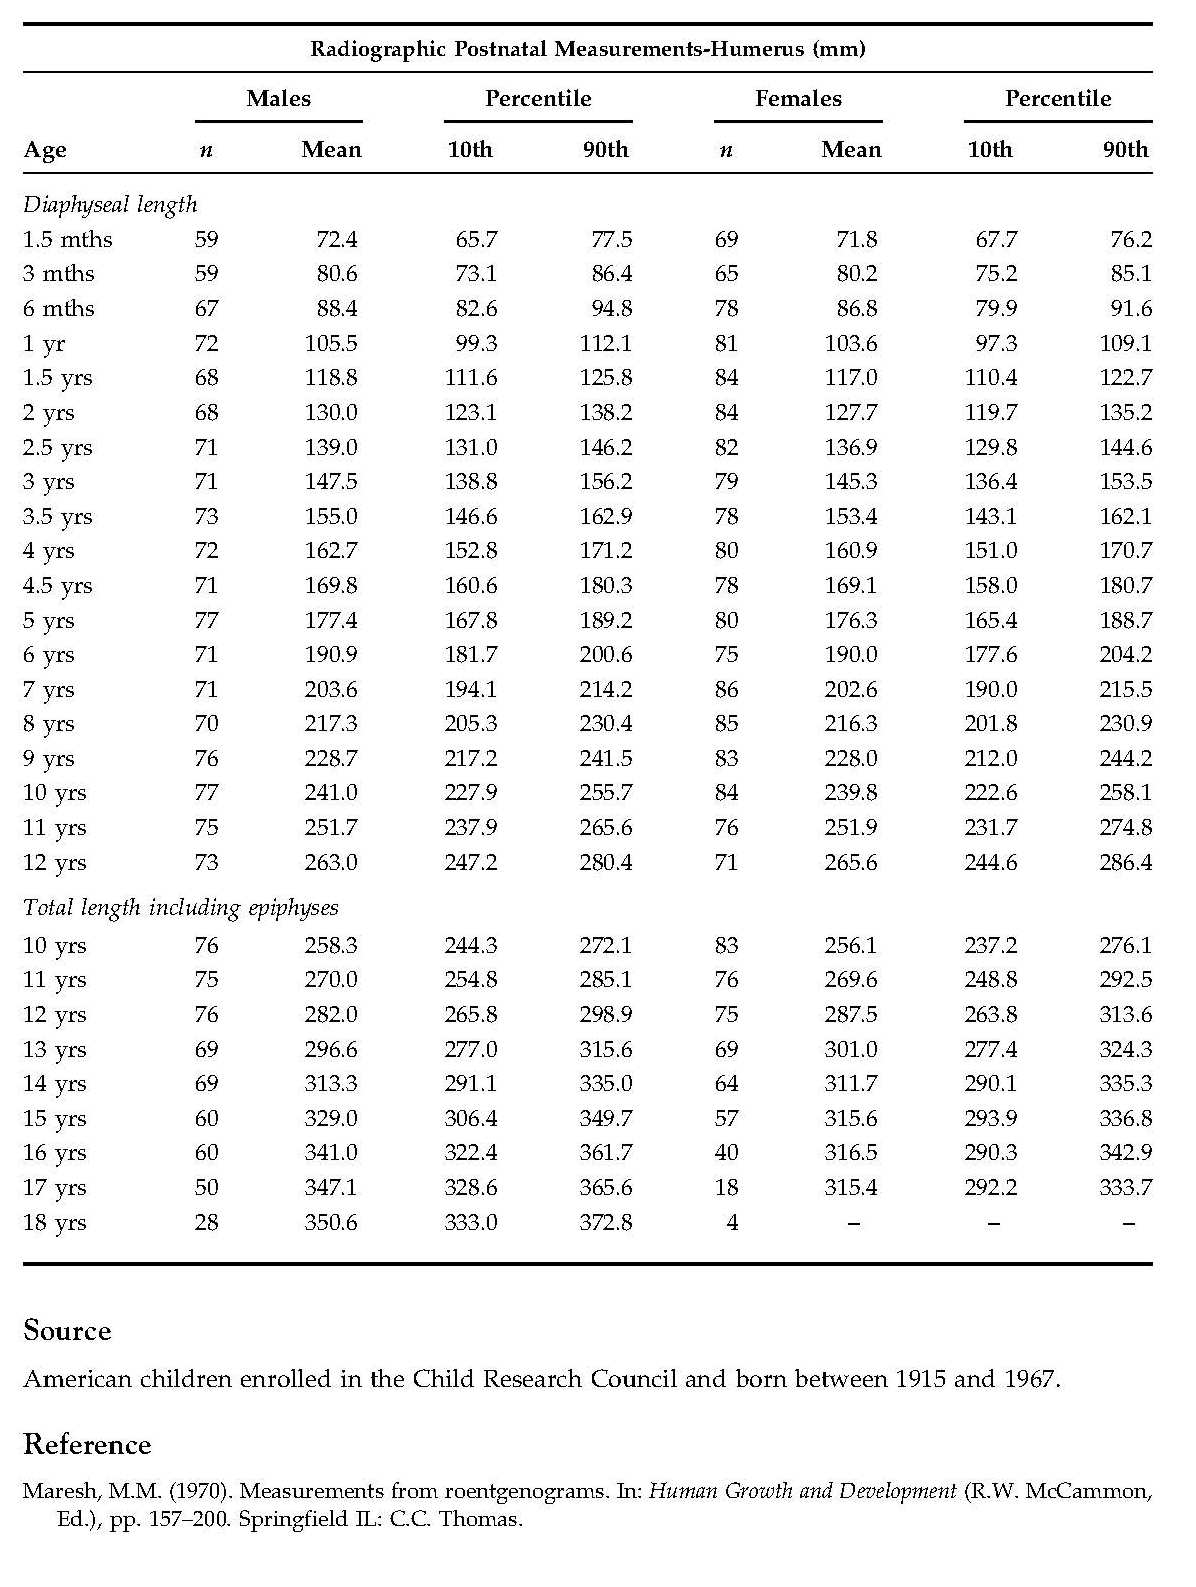 Radiographic Postnatal Measurements-Humerus (mm)
Males Percentile Females Percentile
Age n Mean 10th 90th n Mean 10th 90th
Diaphyseal length
1.5 mths 59 72.4 65.7 77.5 69 71.8 67.7 76.2
3 mths 59 80.6 73.1 86.4 65 80.2 75.2 85.1
6 mths 67 88.4 82.6 94.8 78 86.8 79.9 91.6
1 yr 72 105.5 99.3 112.1 81 103.6 97.3 109.1
1.5 yrs 68 118.8 111.6 125.8 84 117.0 110.4 122.7
2 yrs 68 130.0 123.1 138.2 84 127.7 119.7 135.2
2.5 yrs 71 139.0 131.0 146.2 82 136.9 129.8 144.6
3 yrs 71 147.5 138.8 156.2 79 145.3 136.4 153.5
3.5 yrs 73 155.0 146.6 162.9 78 153.4 143.1 162.1
4 yrs 72 162.7 152.8 171.2 80 160.9 151.0 170.7
4.5 yrs 71 169.8 160.6 180.3 78 169.1 158.0 180.7
5 yrs 77 177.4 167.8 189.2 80 176.3 165.4 188.7
6 yrs 71 190.9 181.7 200.6 75 190.0 177.6 204.2
7 yrs 71 203.6 194.1 214.2 86 202.6 190.0 215.5
8 yrs 70 217.3 205.3 230.4 85 216.3 201.8 230.9
9 yrs 76 228.7 217.2 241.5 83 228.0 212.0 244.2
10 yrs 77 241.0 227.9 255.7 84 239.8 222.6 258.1
11 yrs 75 251.7 237.9 265.6 76 251.9 231.7 274.8
12 yrs 73 263.0 247.2 280.4 71 265.6 244.6 286.4
Total length including epiphyses
10 yrs 76 258.3 244.3 272.1 83 256.1 237.2 276.1
11 yrs 75 270.0 254.8 285.1 76 269.6 248.8 292.5
12 yrs 76 282.0 265.8 298.9 75 287.5 263.8 313.6
13 yrs 69 296.6 277.0 315.6 69 301.0 277.4 324.3
14 yrs 69 313.3 291.1 335.0 64 311.7 290.1 335.3
15 yrs 60 329.0 306.4 349.7 57 315.6 293.9 336.8
16 yrs 60 341.0 322.4 361.7 40 316.5 290.3 342.9
17 yrs 50 347.1 328.6 365.6 18 315.4 292.2 333.7
18 yrs 28 350.6 333.0 372.8 4 – – –
Source
American children enrolled in the Child Research Council and born between 1915 and 1967.
Reference
Maresh, M.M. (1970). Measurements from roentgenograms. In: Human Growth and Development (R.W. McCammon,
Ed.), pp. 157–200. Springfield IL: C.C. Thomas.